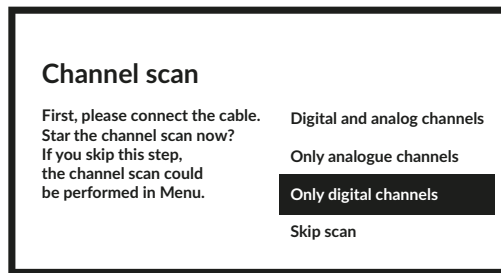 Channel scan
First, please connect the cable.
Star the channel scan now?
If you skip this step,
the channel scan could
be performed in Menu.
Digital and analog channels
Only analogue channels
Only digital channels
Skip scan